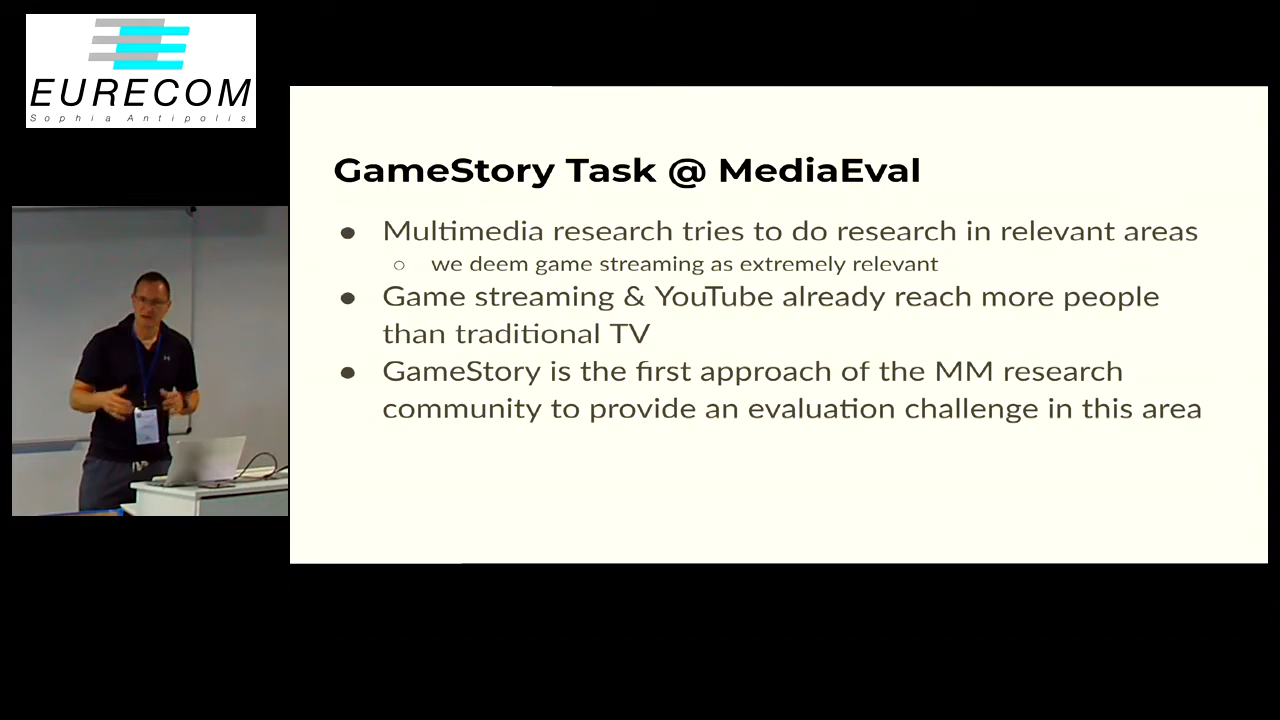 EURECOM
Sophia Antipolis
GameStory Task @ MediaEval
● Multimedia research tries to do research in relevant areas
○ we deem game streaming as extremely relevant
● Game streaming & YouTube already reach more people
than traditional TV
● GameStory is the first approach of the MM research
community to provide an evaluation challenge in this area